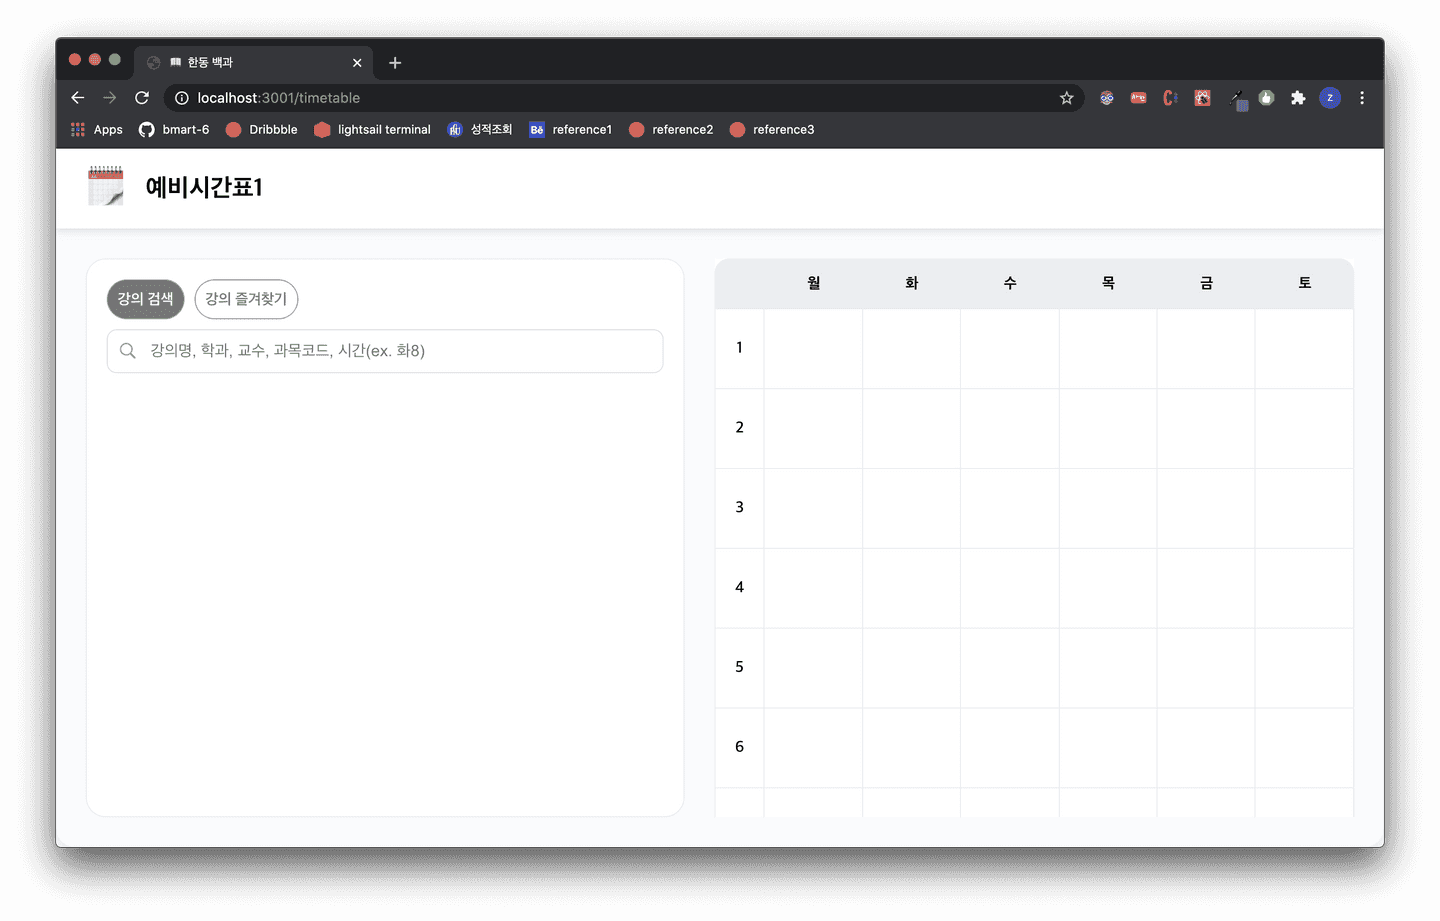 한동 백과
localhost:3001/timetable
Z
Apps bmart-6 Dribbble lightsail terminal 성적조회 Bē reference1 reference2 reference3
예비시간표1
강의 검색 강의 즐겨찾기
강의명, 학과, 교수, 과목코드, 시간(ex. 화8)
월 화 수 목 금 토
1
2
3
4
5
6